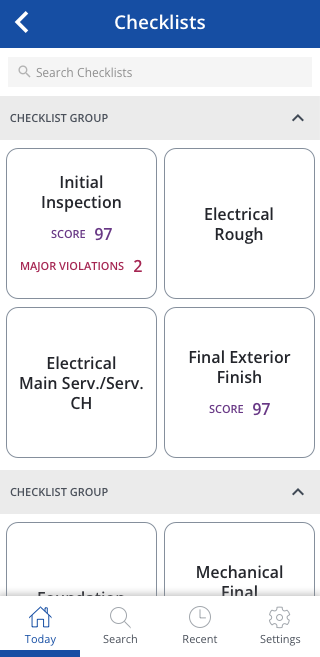 Checklists
Search Checklists
CHECKLIST GROUP
Initial
Inspection
SCORE 97
MAJOR VIOLATIONS 2
Electrical
Rough
Electrical
Main Serv./Serv.
CH
Final Exterior
Finish
SCORE 97
CHECKLIST GROUP
Foundation
Mechanical
Final
Today
Search
Recent
Settings